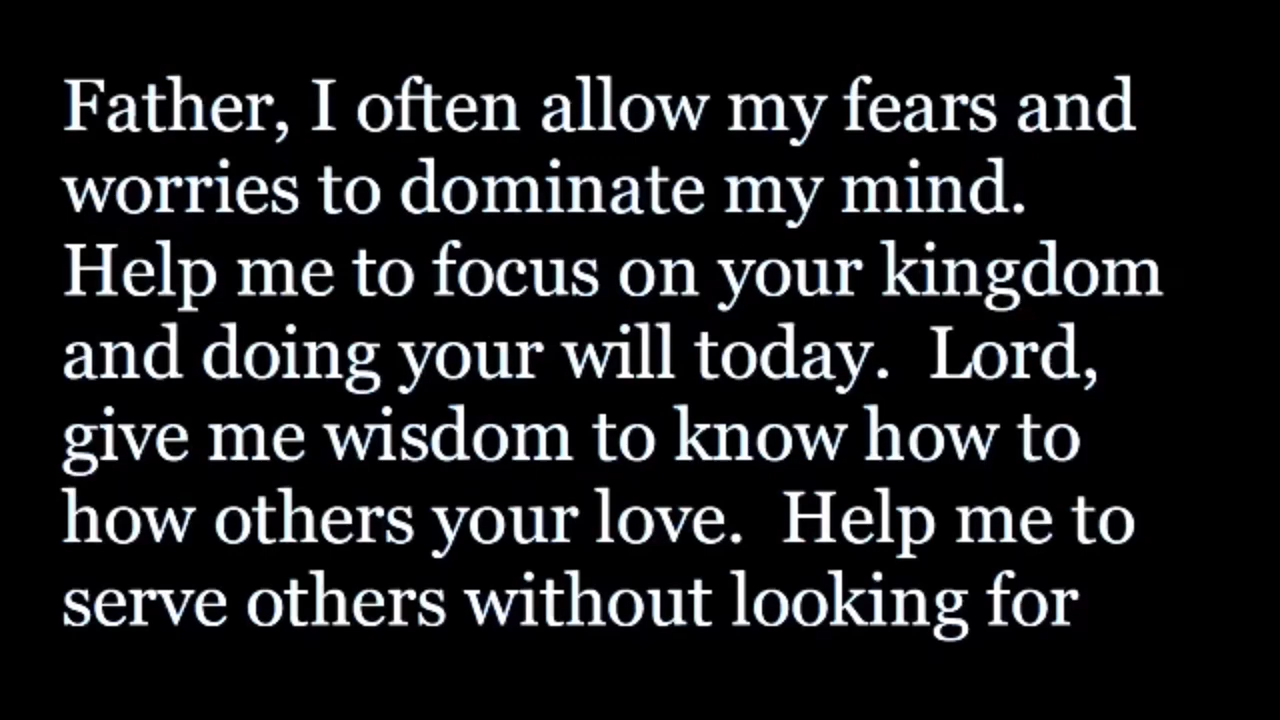 Father, I often allow my fears and
worries to dominate my mind.
Help me to focus on your kingdom
and doing your will today.  Lord,
give me wisdom to know how to
how others your love.  Help me to
serve others without looking for